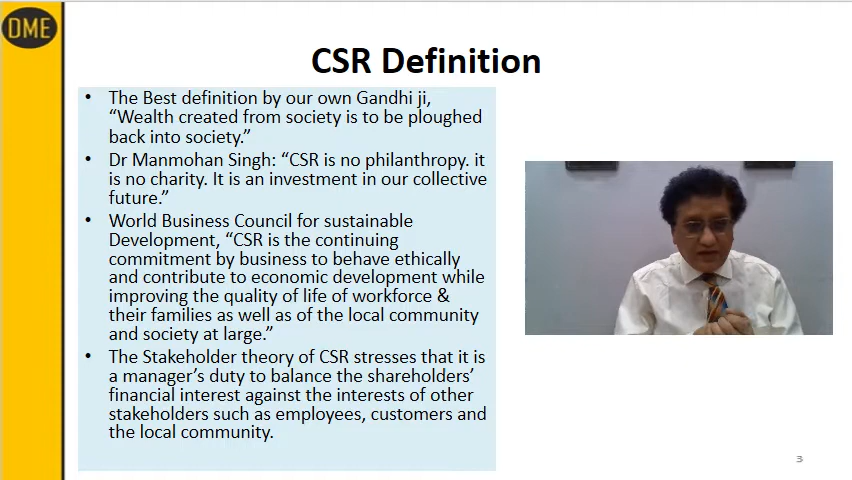 DME
CSR Definition
• The Best definition by our own Gandhi ji,
“Wealth created from society is to be ploughed
back into society.”
• Dr Manmohan Singh: “CSR is no philanthropy. it
is no charity. It is an investment in our collective
future.”
• World Business Council for sustainable
Development, “CSR is the continuing
commitment by business to behave ethically
and contribute to economic development while
improving the quality of life of workforce &
their families as well as of the local community
and society at large.”
• The Stakeholder theory of CSR stresses that it is
a manager’s duty to balance the shareholders’
financial interest against the interests of other
stakeholders such as employees, customers and
the local community.
3